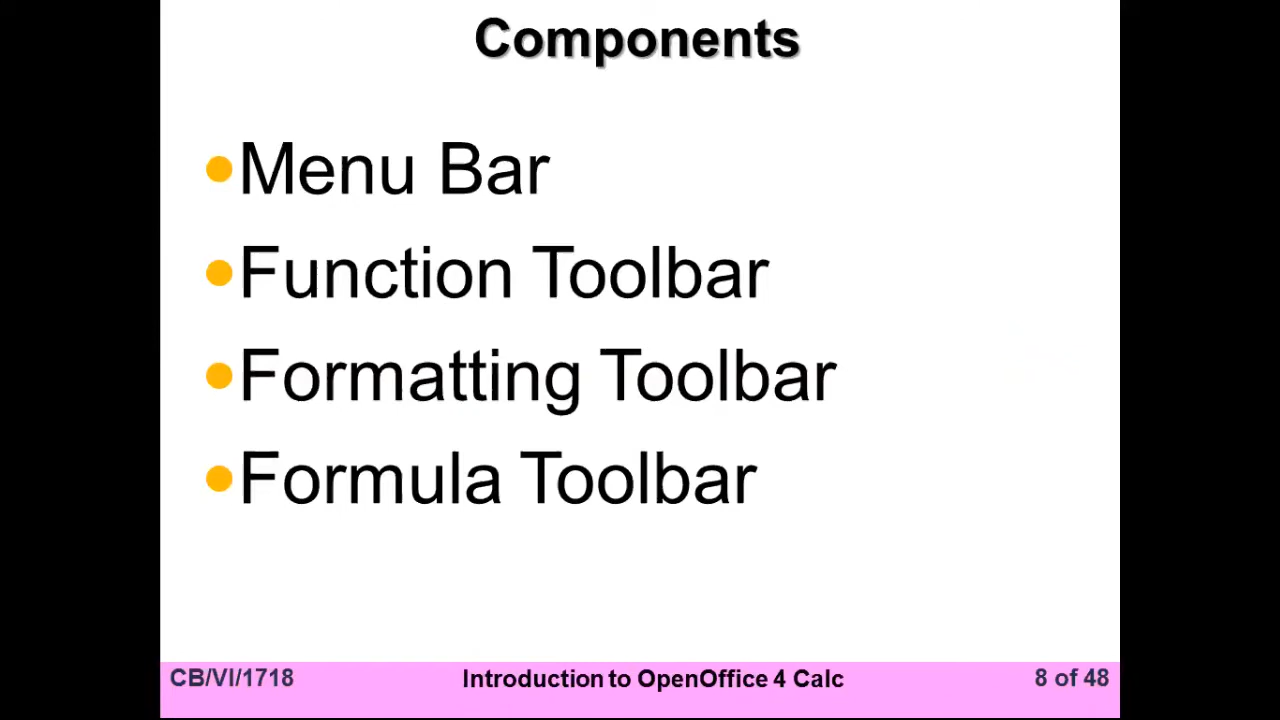 Components
•Menu Bar
•Function Toolbar
•Formatting Toolbar
•Formula Toolbar
CB/VI/1718 Introduction to OpenOffice 4 Calc 8 of 48